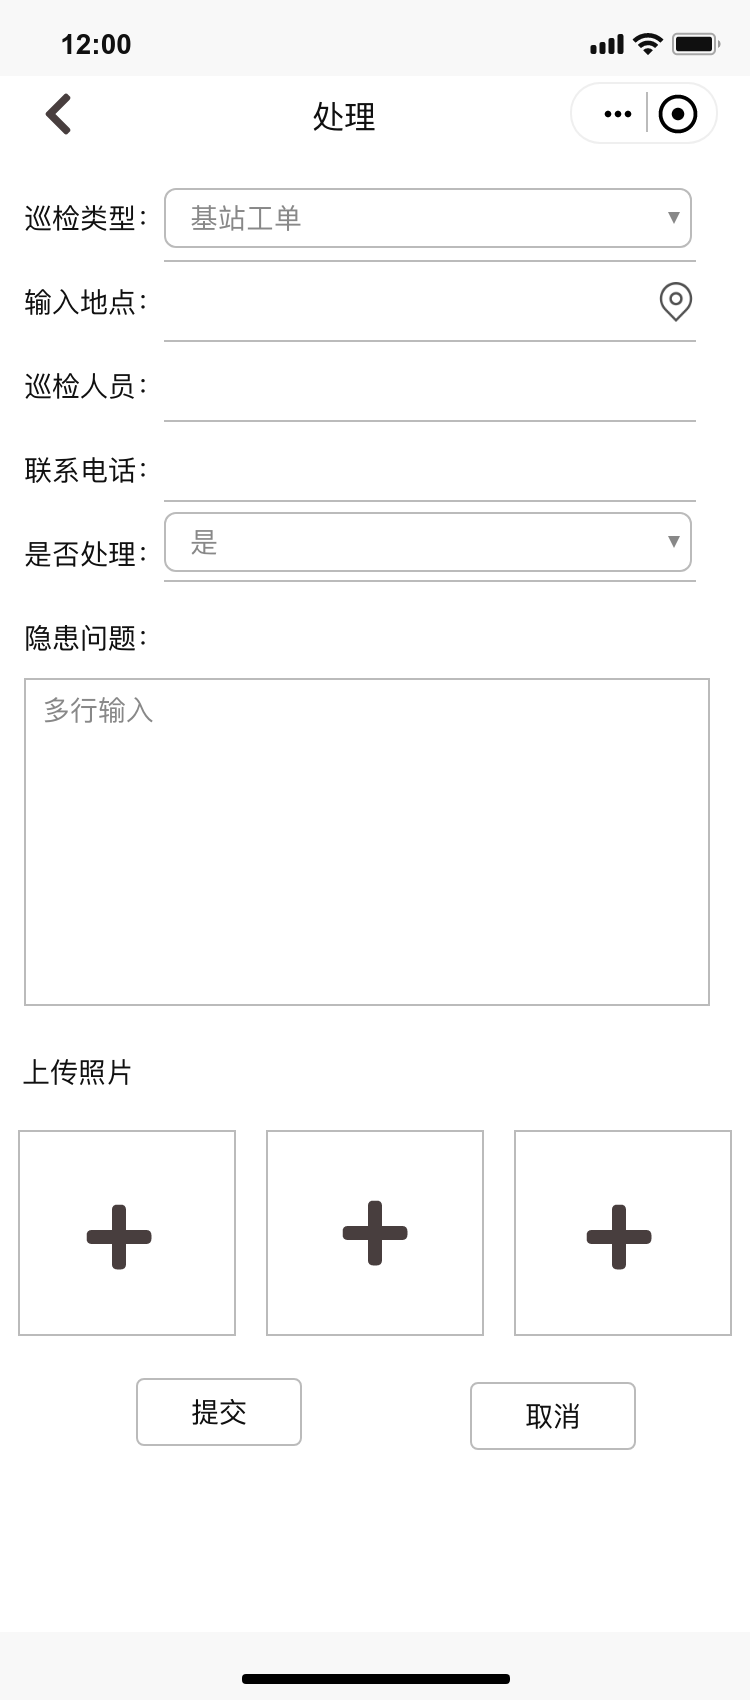 12:00
处理
巡检类型： 基站工单
输入地点：
巡检人员：
联系电话：
是否处理： 是
隐患问题：
多行输入
上传照片
提交 取消